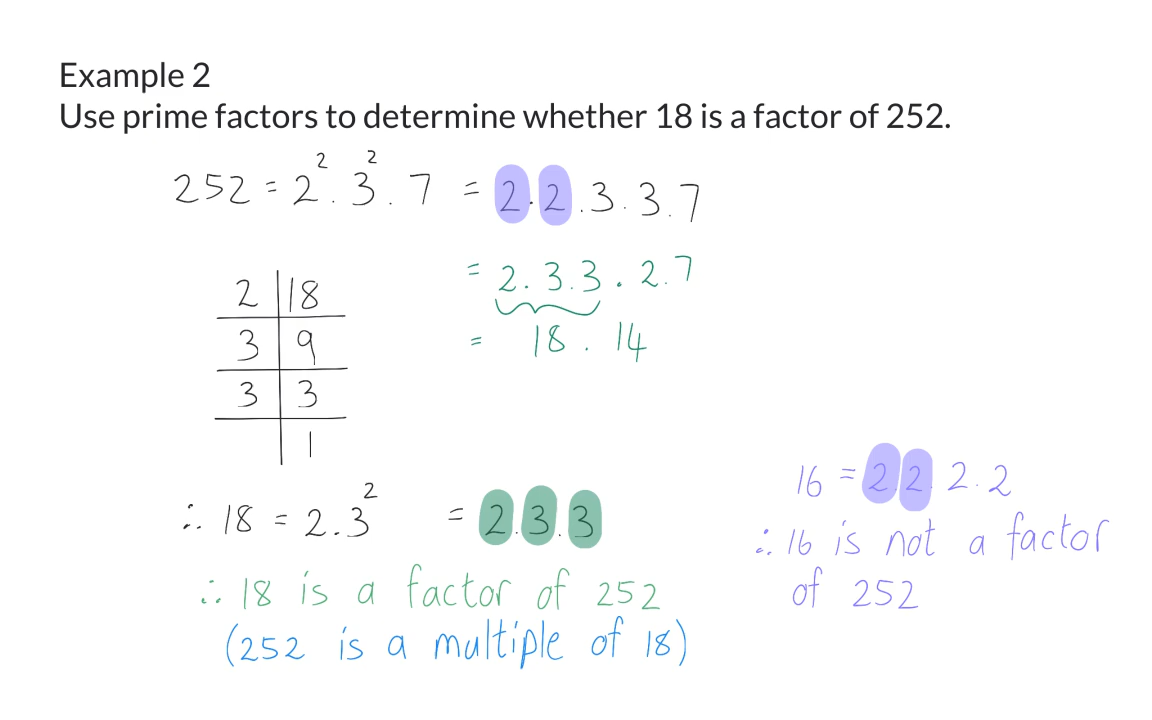 Example 2
Use prime factors to determine whether 18 is a factor of 252.
252 = 2². 3². 7 = 2.2.3.3.7
= 2.3.3.2.7
= 18 . 14
2 | 18
3 | 9
3 | 3
| 1
∴ 18 = 2.3² = 2.3.3
∴ 18 is a factor of 252
(252 is a multiple of 18)
16 = 2.2.2.2
∴ 16 is not a factor
of 252